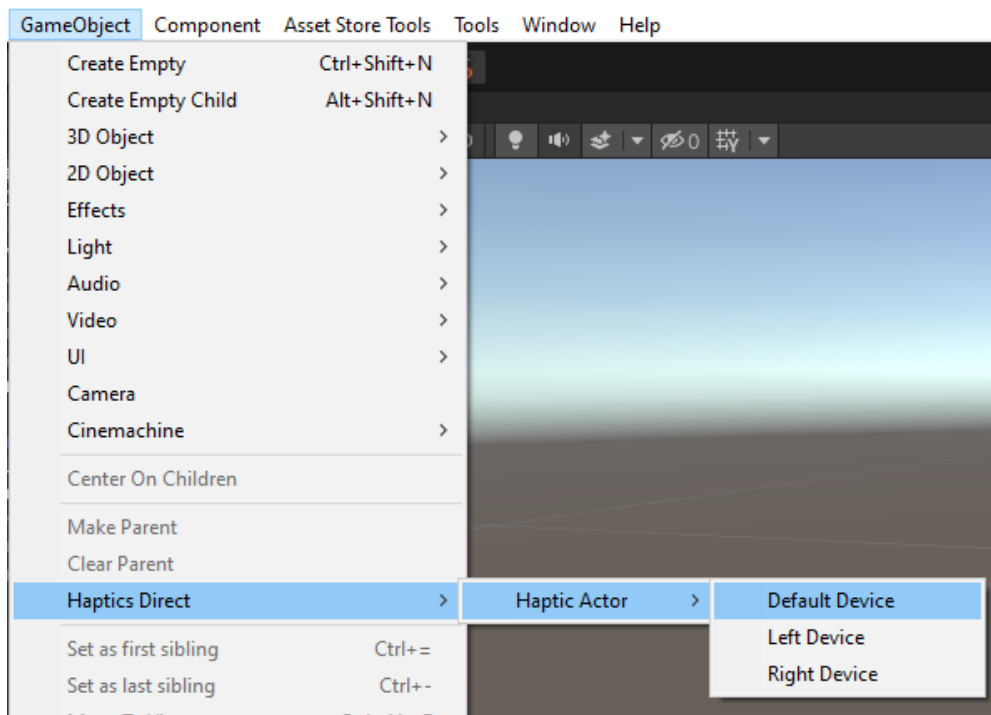 GameObject Component Asset Store Tools Tools Window Help
Create Empty Ctrl+Shift+N
Create Empty Child Alt+Shift+N
3D Object
2D Object
Effects
Light
Audio
Video
UI
Camera
Cinemachine
Center On Children
Make Parent
Clear Parent
Haptics Direct Haptic Actor Default Device
Left Device
Right Device
Set as first sibling Ctrl+=
Set as last sibling Ctrl+-
0